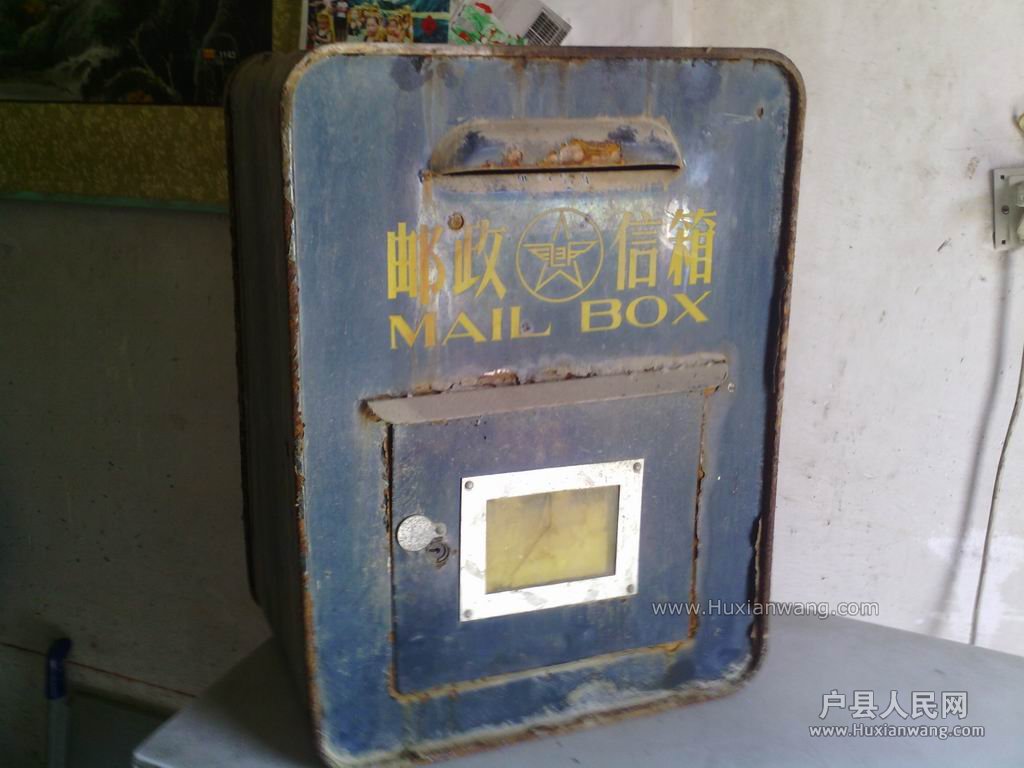 邮政 信箱
MAIL BOX
www.Huxianwang.com
户县人民网
www.Huxianwang.com